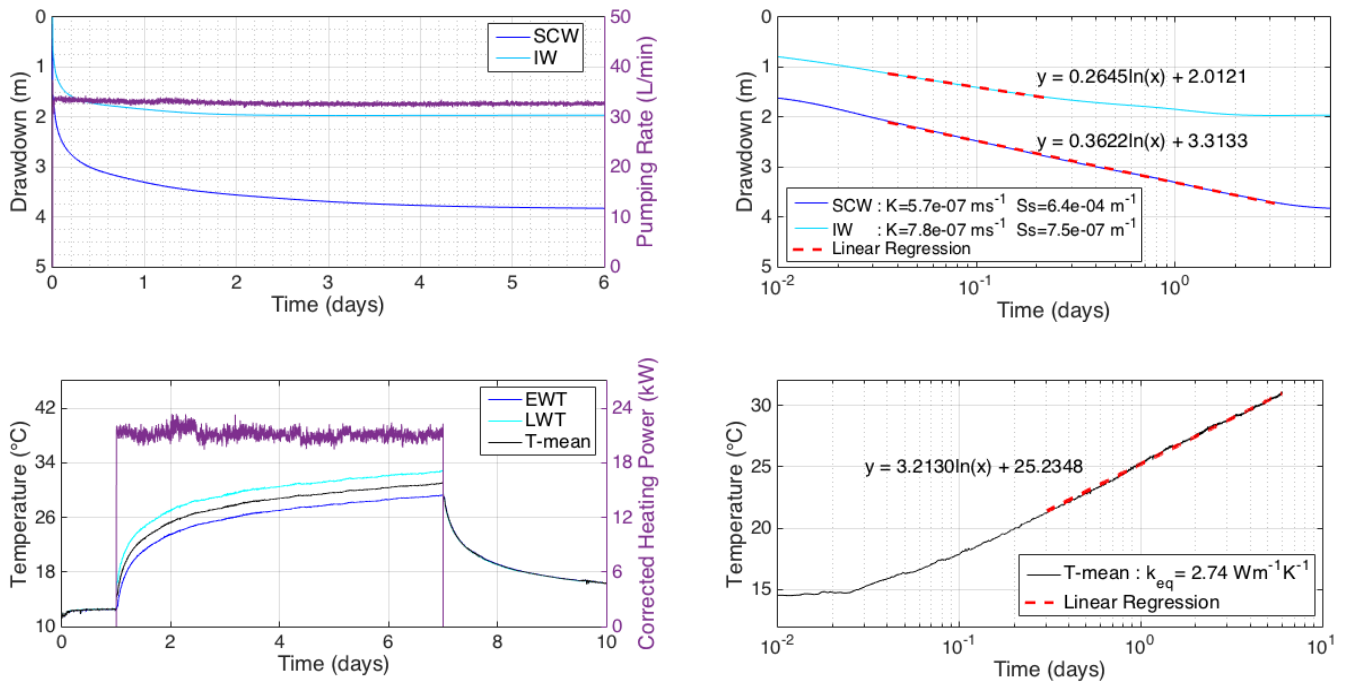 0
1
2
3
4
5
Drawdown (m)
0
1
2
3
4
5
6
Time (days)
50
40
30
20
10
0
Pumping Rate (L/min)
SCW
IW
0
1
2
3
4
5
Drawdown (m)
10⁻²
10⁻¹
10⁰
Time (days)
y = 0.2645ln(x) + 2.0121
y = 0.3622ln(x) + 3.3133
SCW : K=5.7e-07 ms⁻¹ Ss=6.4e-04 m⁻¹
IW : K=7.8e-07 ms⁻¹ Ss=7.5e-07 m⁻¹
Linear Regression
42
34
26
18
10
Temperature (°C)
0
2
4
6
8
10
Time (days)
24
18
12
6
0
Corrected Heating Power (kW)
EWT
LWT
T-mean
30
25
20
15
Temperature (°C)
10⁻²
10⁻¹
10⁰
10¹
Time (days)
y = 3.2130ln(x) + 25.2348
T-mean : k_eq= 2.74 Wm⁻¹K⁻¹
Linear Regression